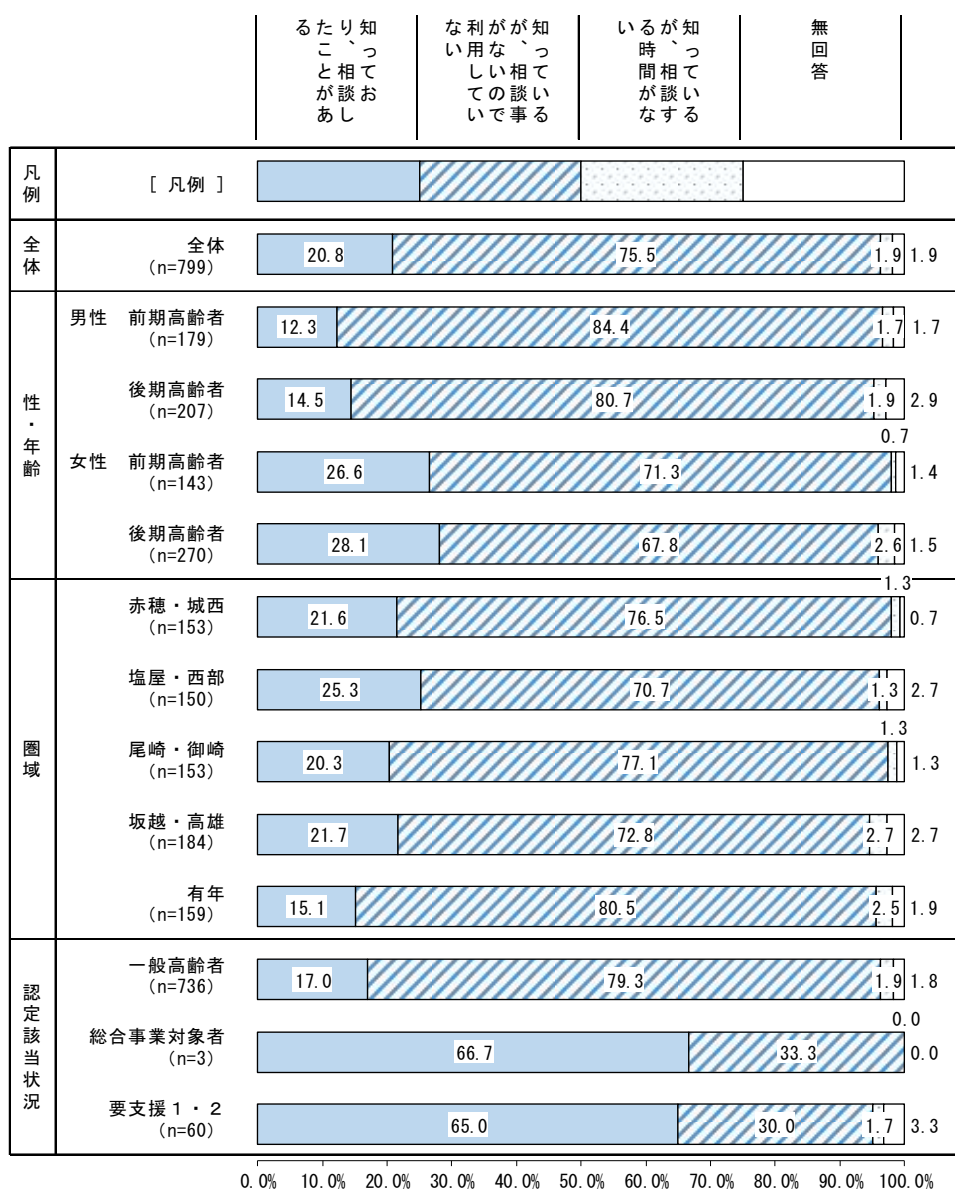 知っており、相談したことがある
知っているが、相談事がないので利用していない
知っているが、相談する時間がない
無回答
凡例
[ 凡例 ]
全体
全体
(n=799)
20.8
75.5
1.9
1.9
性・年齢
男性 前期高齢者
(n=179)
12.3
84.4
1.7
1.7
後期高齢者
(n=207)
14.5
80.7
1.9
2.9
女性 前期高齢者
(n=143)
26.6
71.3
0.7
1.4
後期高齢者
(n=270)
28.1
67.8
2.6
1.5
圏域
赤穂・城西
(n=153)
21.6
76.5
1.3
0.7
塩屋・西部
(n=150)
25.3
70.7
1.3
2.7
尾崎・御崎
(n=153)
20.3
77.1
1.3
1.3
坂越・高雄
(n=184)
21.7
72.8
2.7
2.7
有年
(n=159)
15.1
80.5
2.5
1.9
認定該当状況
一般高齢者
(n=736)
17.0
79.3
1.9
1.8
総合事業対象者
(n=3)
66.7
33.3
0.0
0.0
要支援1・2
(n=60)
65.0
30.0
1.7
3.3
0.0% 10.0% 20.0% 30.0% 40.0% 50.0% 60.0% 70.0% 80.0% 90.0% 100.0%